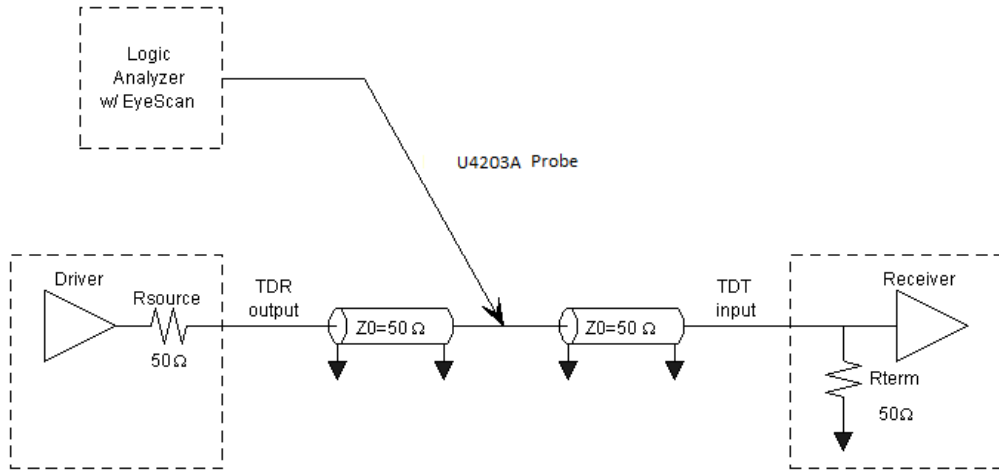 Logic
Analyzer
w/ EyeScan
U4203A Probe
Driver
Rsource
50Ω
TDR
output
Z0=50 Ω
Z0=50 Ω
TDT
input
Receiver
Rterm
50Ω